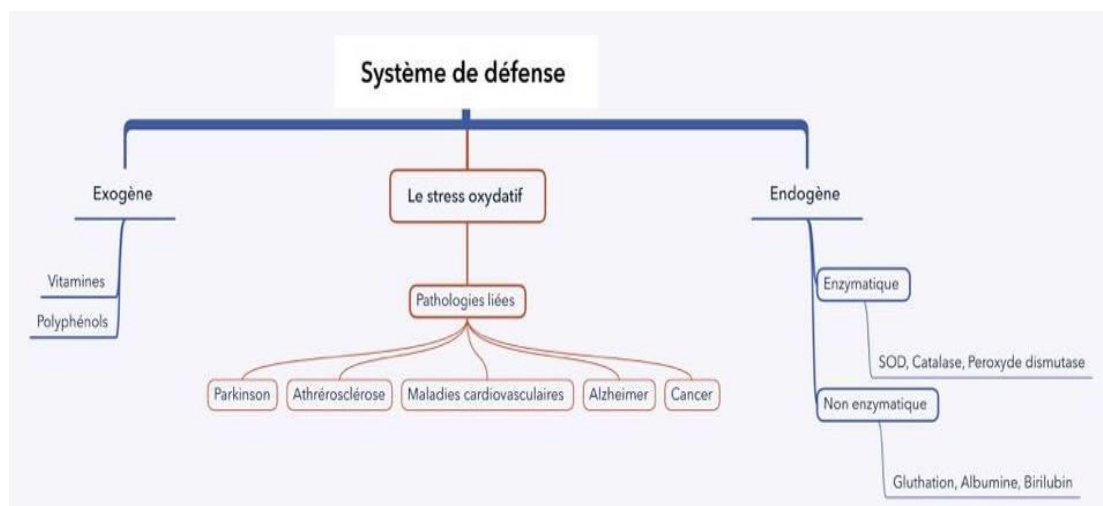 Système de défense
Exogène
Le stress oxydatif
Endogène
Vitamines
Polyphénols
Pathologies liées
Parkinson
Athrérosclérose
Maladies cardiovasculaires
Alzheimer
Cancer
Enzymatique
SOD, Catalase, Peroxyde dismutase
Non enzymatique
Gluthation, Albumine, Birilubin